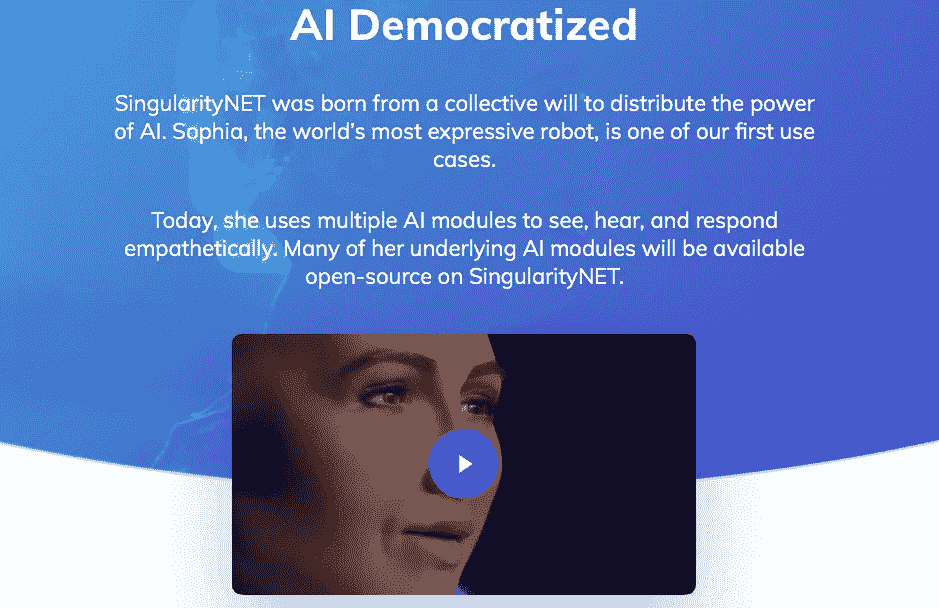 AI Democratized
SingularityNET was born from a collective will to distribute the power
of AI. Sophia, the world's most expressive robot, is one of our first use
cases.
Today, she uses multiple AI modules to see, hear, and respond
empathetically. Many of her underlying AI modules will be available
open-source on SingularityNET.